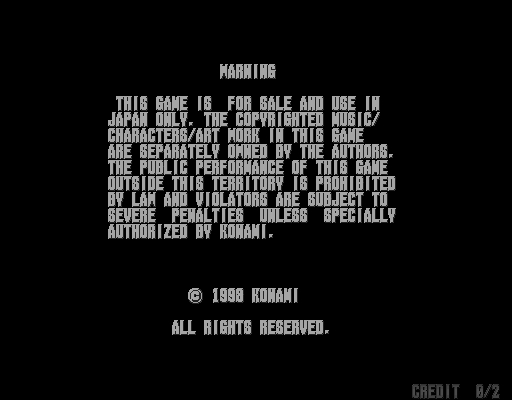 WARNING
THIS GAME IS FOR SALE AND USE IN
JAPAN ONLY. THE COPYRIGHTED MUSIC/
CHARACTERS/ART WORK IN THIS GAME
ARE SEPARATELY OWNED BY THE AUTHORS.
THE PUBLIC PERFORMANCE OF THIS GAME
OUTSIDE THIS TERRITORY IS PROHIBITED
BY LAW AND VIOLATORS ARE SUBJECT TO
SEVERE PENALTIES UNLESS SPECIALLY
AUTHORIZED BY KONAMI.
© 1998 KONAMI
ALL RIGHTS RESERVED.
CREDIT 0/2